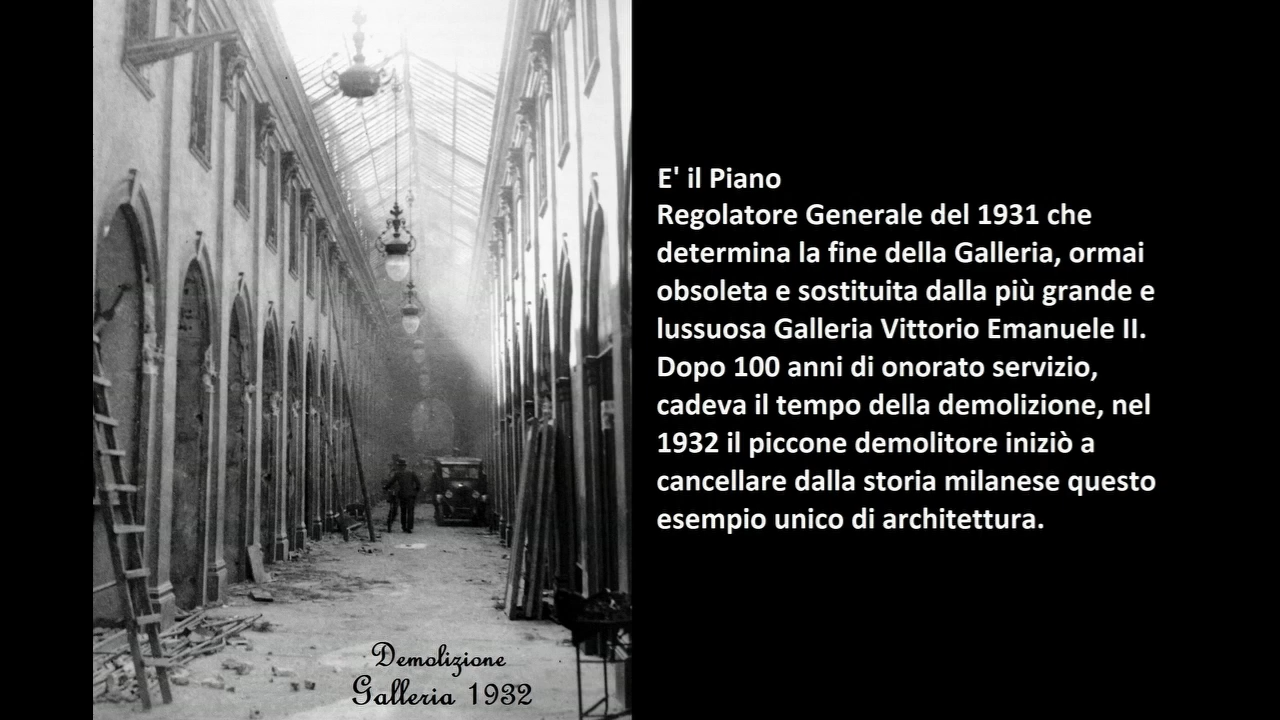 E' il Piano
Regolatore Generale del 1931 che
determina la fine della Galleria, ormai
obsoleta e sostituita dalla più grande e
lussuosa Galleria Vittorio Emanuele II.
Dopo 100 anni di onorato servizio,
cadeva il tempo della demolizione, nel
1932 il piccone demolitore iniziò a
cancellare dalla storia milanese questo
esempio unico di architettura.
Demolizione
Galleria 1932